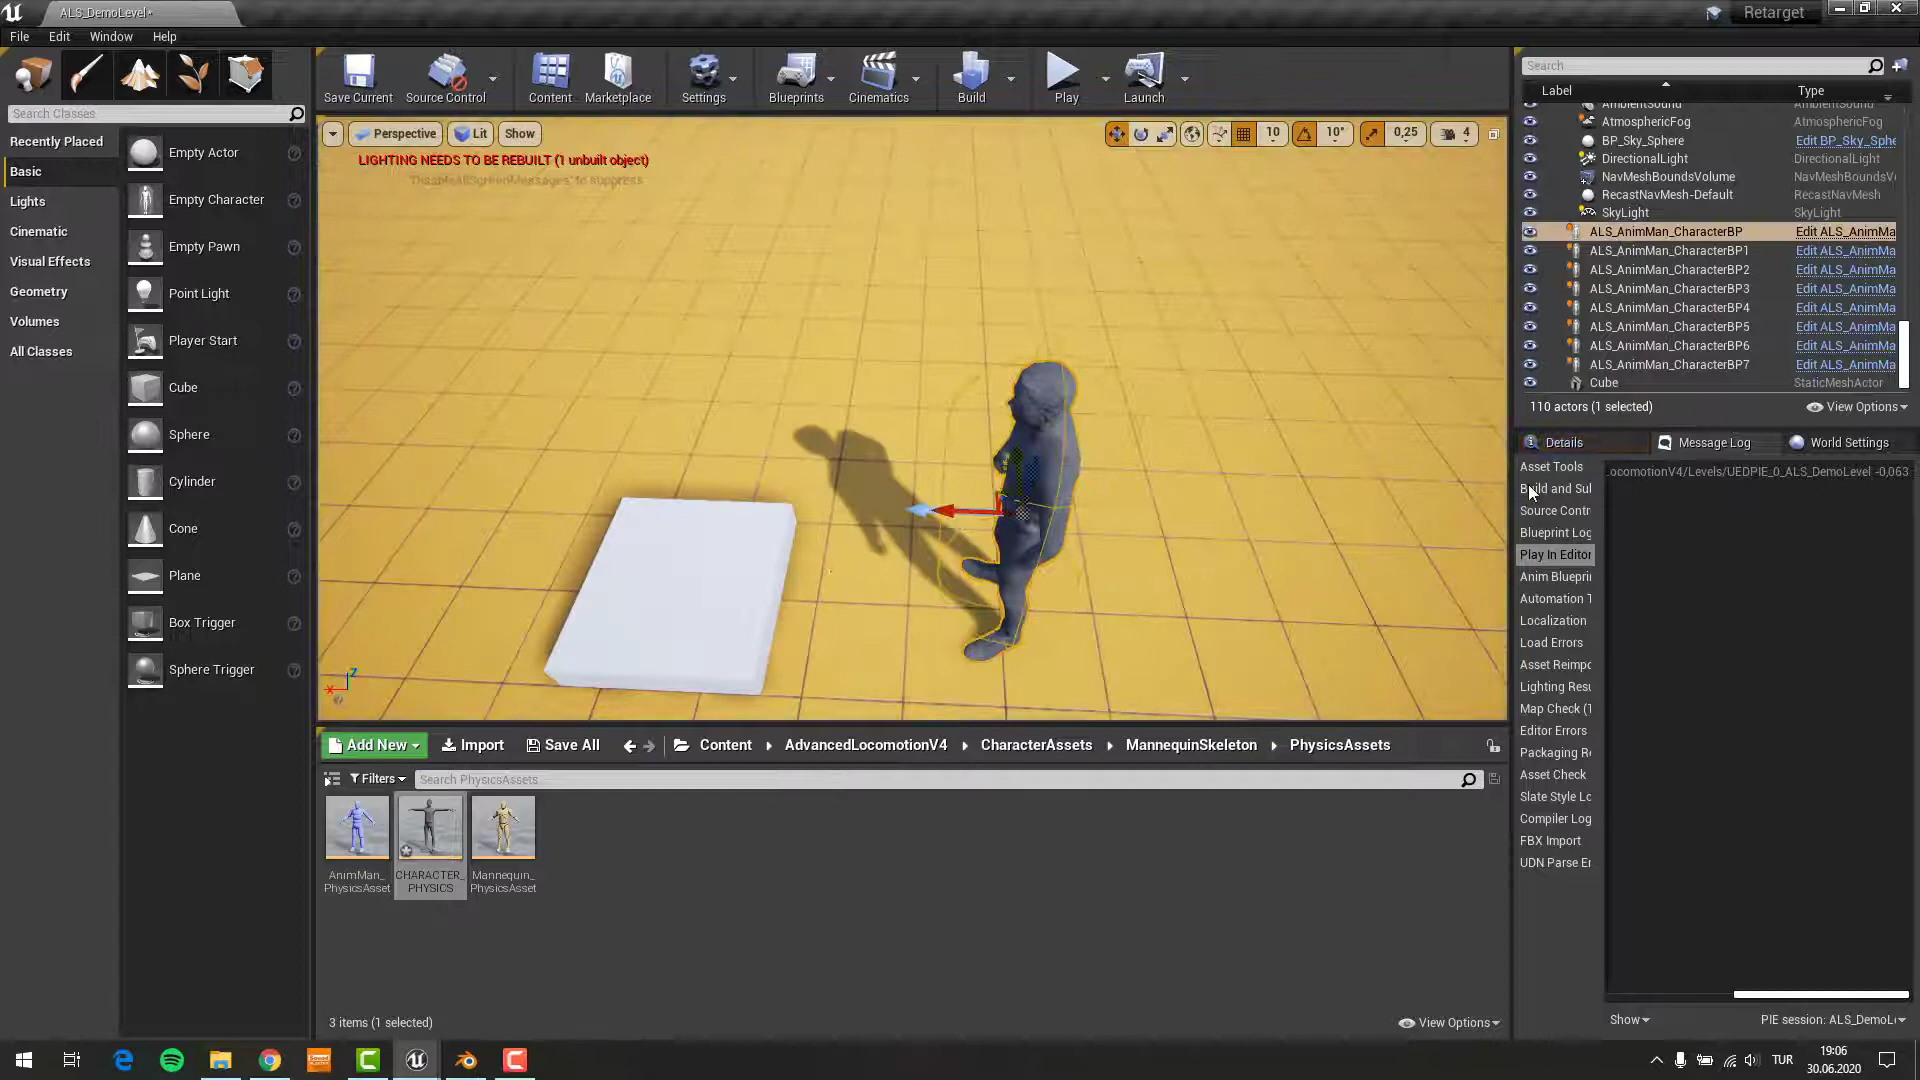 ALS_DemoLevel*
Retarget
File Edit Window Help
Search Classes
Recently Placed
Basic
Lights
Cinematic
Visual Effects
Geometry
Volumes
All Classes
Empty Actor
Empty Character
Empty Pawn
Point Light
Player Start
Cube
Sphere
Cylinder
Cone
Plane
Box Trigger
Sphere Trigger
Save Current
Source Control
Content
Marketplace
Settings
Blueprints
Cinematics
Build
Play
Launch
Perspective
Lit
Show
10
10°
0,25
4
LIGHTING NEEDS TO BE REBUILT (1 unbuilt object)
'DisableAllScreenMessages' to suppress
X
Z
Search
Label Type
AmbientSound AmbientSound
AtmosphericFog AtmosphericFog
BP_Sky_Sphere Edit BP_Sky_Sphe
DirectionalLight DirectionalLight
NavMeshBoundsVolume NavMeshBoundsV
RecastNavMesh-Default RecastNavMesh
SkyLight SkyLight
ALS_AnimMan_CharacterBP Edit ALS_AnimMa
ALS_AnimMan_CharacterBP1 Edit ALS_AnimMa
ALS_AnimMan_CharacterBP2 Edit ALS_AnimMa
ALS_AnimMan_CharacterBP3 Edit ALS_AnimMa
ALS_AnimMan_CharacterBP4 Edit ALS_AnimMa
ALS_AnimMan_CharacterBP5 Edit ALS_AnimMa
ALS_AnimMan_CharacterBP6 Edit ALS_AnimMa
ALS_AnimMan_CharacterBP7 Edit ALS_AnimMa
Cube StaticMeshActor
110 actors (1 selected)
View Options
Details
Message Log
World Settings
Asset Tools
Build and Sul
Source Contr
Blueprint Log
Play In Editor
Anim Bluepri
Automation T
Localization
Load Errors
Asset Reimpo
Lighting Resu
Map Check (
Editor Errors
Packaging Re
Asset Check
Slate Style Lo
Compiler Log
FBX Import
UDN Parse Er
ocomotionV4/Levels/UEDPIE_0_ALS_DemoLevel -0,063
Show
PIE session: ALS_DemoL
Add New
Import
Save All
Content
AdvancedLocomotionV4
CharacterAssets
MannequinSkeleton
PhysicsAssets
Filters
Search PhysicsAssets
AnimMan_
PhysicsAsset
CHARACTER_
PHYSICS
Mannequin_
PhysicsAsset
3 items (1 selected)
View Options
TUR
19:06
30.06.2020